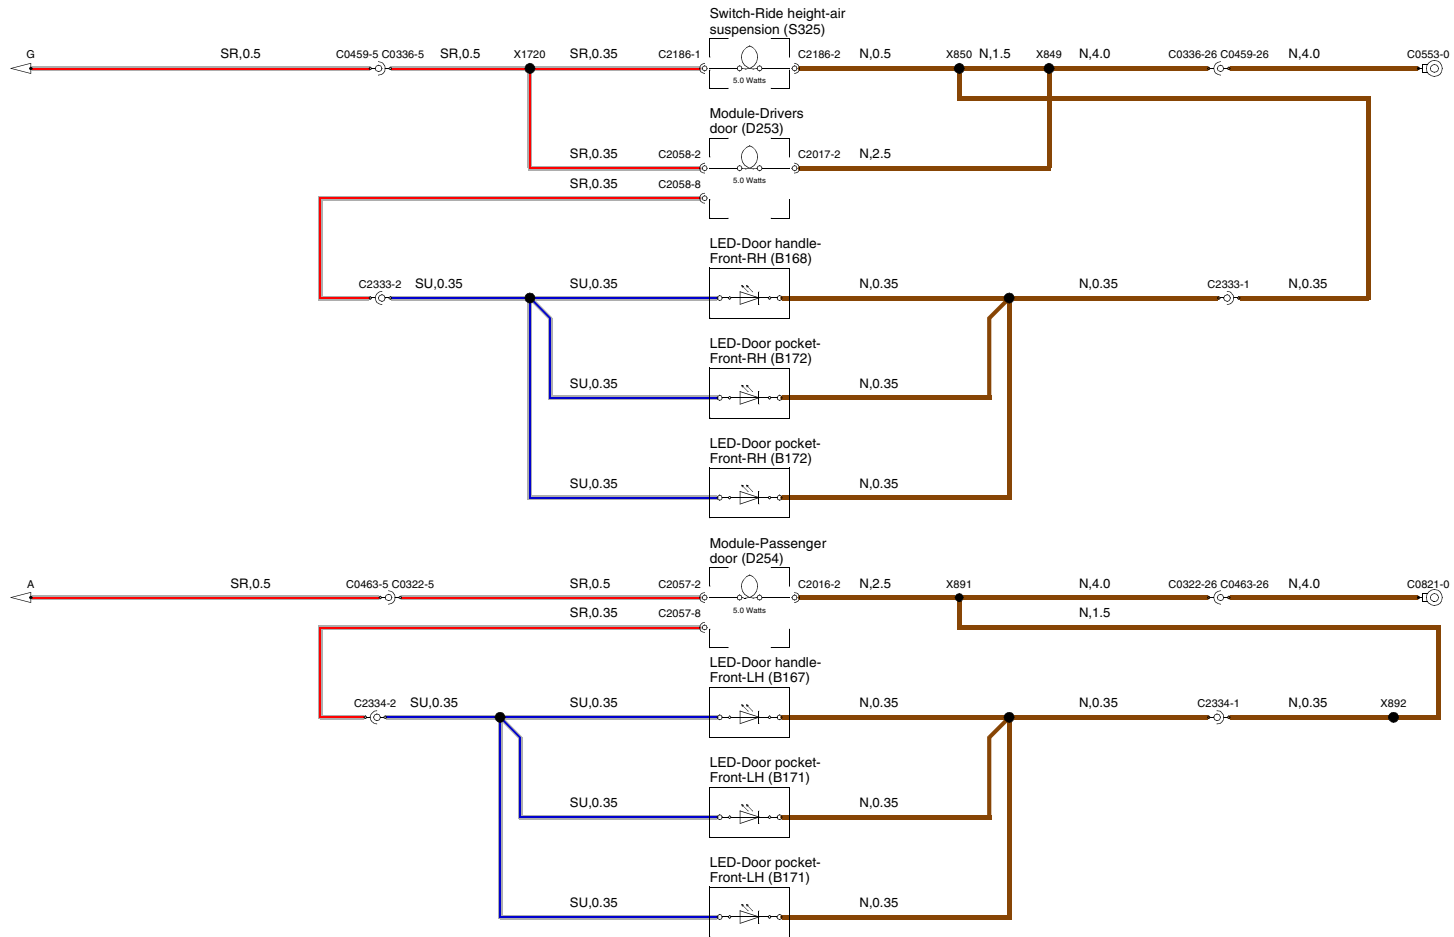 Switch-Ride height-air
suspension (S325)
G
SR,0.5
C0459-5 C0336-5
SR,0.5
X1720
SR,0.35
C2186-1
C2186-2
N,0.5
X850
N,1.5
X849
N,4.0
C0336-26 C0459-26
N,4.0
C0553-0
5.0 Watts
Module-Drivers
door (D253)
SR,0.35
C2058-2
C2017-2
N,2.5
5.0 Watts
SR,0.35
C2058-8
LED-Door handle-
Front-RH (B168)
C2333-2
SU,0.35
SU,0.35
N,0.35
N,0.35
C2333-1
N,0.35
LED-Door pocket-
Front-RH (B172)
SU,0.35
N,0.35
LED-Door pocket-
Front-RH (B172)
SU,0.35
N,0.35
Module-Passenger
door (D254)
A
SR,0.5
C0463-5 C0322-5
SR,0.5
C2057-2
C2016-2
N,2.5
X891
N,4.0
C0322-26 C0463-26
N,4.0
C0821-0
5.0 Watts
SR,0.35
C2057-8
N,1.5
LED-Door handle-
Front-LH (B167)
C2334-2
SU,0.35
SU,0.35
N,0.35
N,0.35
C2334-1
N,0.35
X892
LED-Door pocket-
Front-LH (B171)
SU,0.35
N,0.35
LED-Door pocket-
Front-LH (B171)
SU,0.35
N,0.35